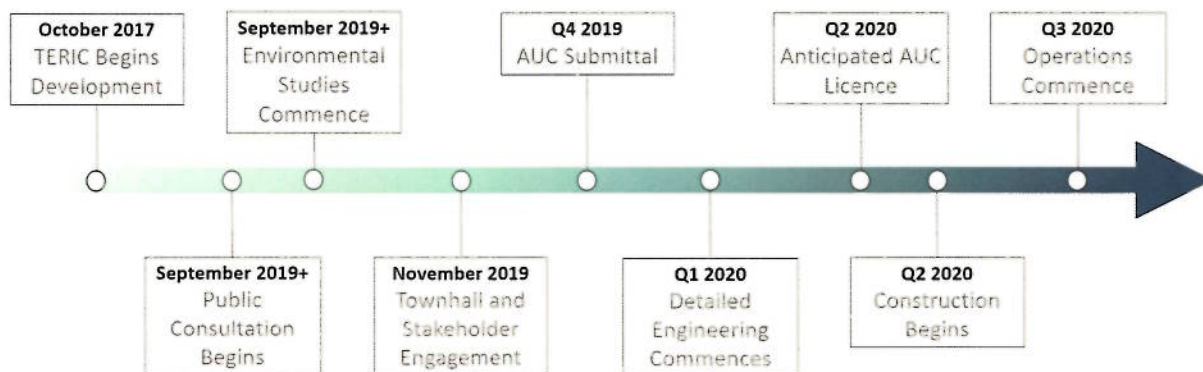 October 2017
TERIC Begins
Development
September 2019+
Environmental
Studies
Commence
Q4 2019
AUC Submittal
Q2 2020
Anticipated AUC
Licence
Q3 2020
Operations
Commence
September 2019+
Public
Consultation
Begins
November 2019
Townhall and
Stakeholder
Engagement
Q1 2020
Detailed
Engineering
Commences
Q2 2020
Construction
Begins